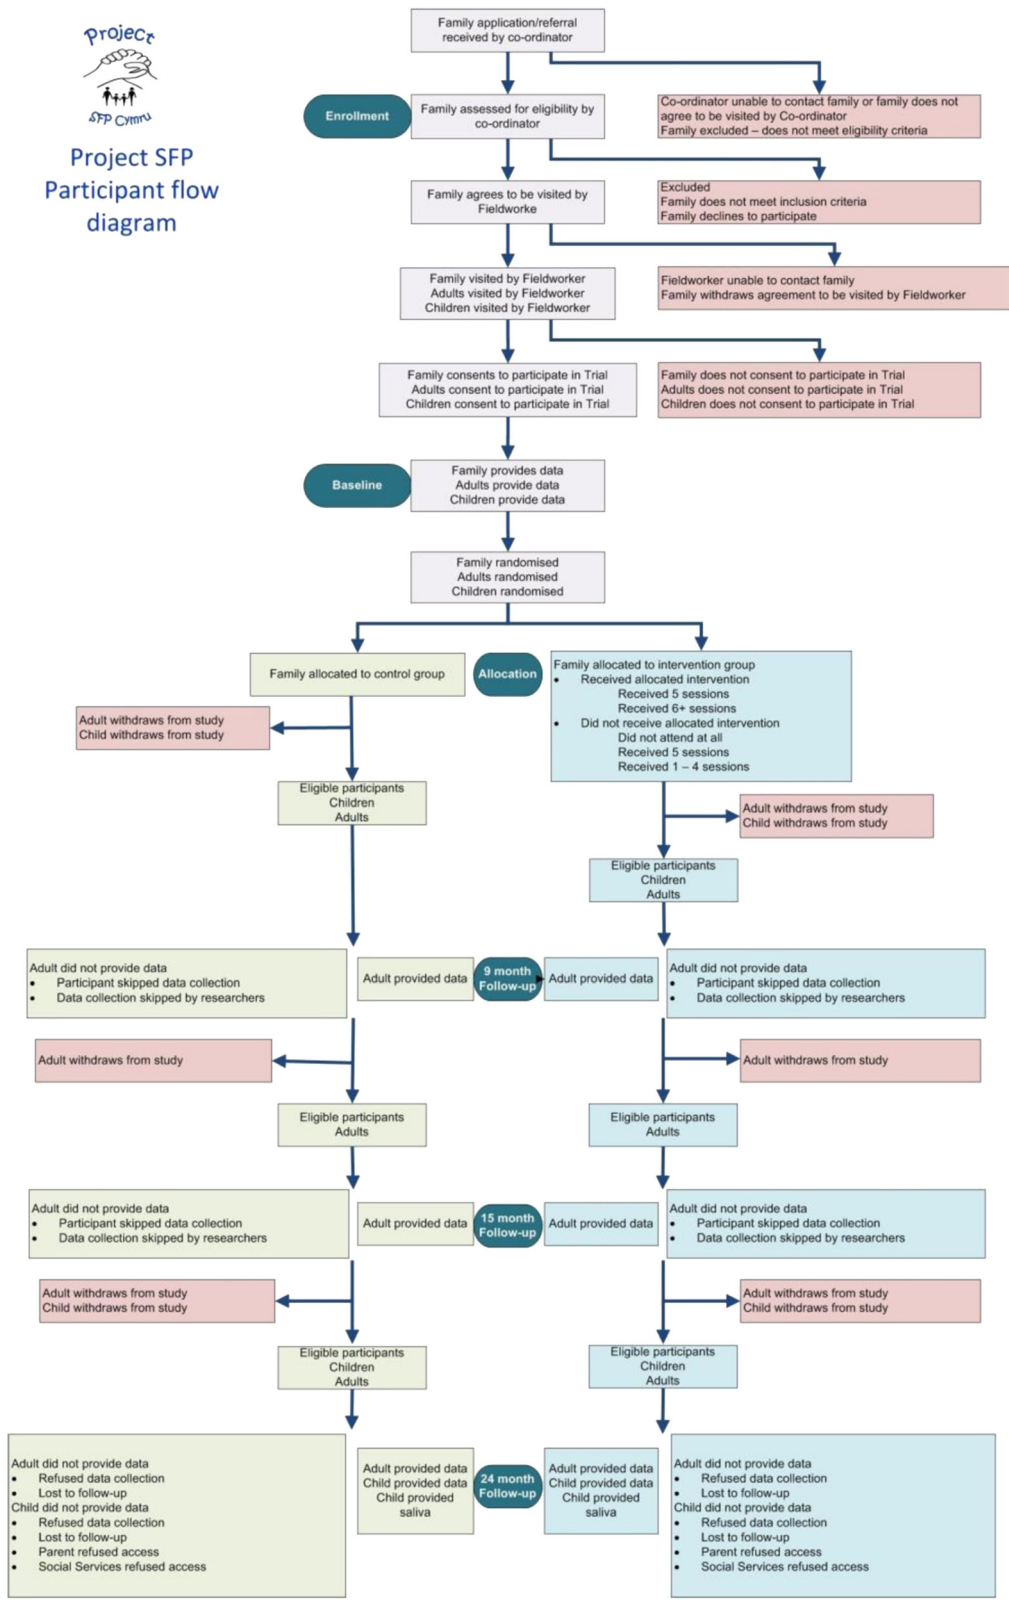 Project
SFP Cymru
Project SFP
Participant flow
diagram
Family application/referral
received by co-ordinator
Enrollment
Family assessed for eligibility by
co-ordinator
Co-ordinator unable to contact family or family does not
agree to be visited by Co-ordinator
Family excluded – does not meet eligibility criteria
Family agrees to be visited by
Fieldworke
Excluded
Family does not meet inclusion criteria
Family declines to participate
Family visited by Fieldworker
Adults visited by Fieldworker
Children visited by Fieldworker
Fieldworker unable to contact family
Family withdraws agreement to be visited by Fieldworker
Family consents to participate in Trial
Adults consent to participate in Trial
Children consent to participate in Trial
Family does not consent to participate in Trial
Adults does not consent to participate in Trial
Children does not consent to participate in Trial
Baseline
Family provides data
Adults provide data
Children provide data
Family randomised
Adults randomised
Children randomised
Family allocated to control group
Allocation
Family allocated to intervention group
• Received allocated intervention
Received 5 sessions
Received 6+ sessions
• Did not receive allocated intervention
Did not attend at all
Received 5 sessions
Received 1 – 4 sessions
Adult withdraws from study
Child withdraws from study
Eligible participants
Children
Adults
Adult withdraws from study
Child withdraws from study
Eligible participants
Children
Adults
Adult did not provide data
• Participant skipped data collection
• Data collection skipped by researchers
Adult provided data
9 month
Follow-up
Adult provided data
Adult did not provide data
• Participant skipped data collection
• Data collection skipped by researchers
Adult withdraws from study
Adult withdraws from study
Eligible participants
Adults
Eligible participants
Adults
Adult did not provide data
• Participant skipped data collection
• Data collection skipped by researchers
Adult provided data
15 month
Follow-up
Adult provided data
Adult did not provide data
• Participant skipped data collection
• Data collection skipped by researchers
Adult withdraws from study
Child withdraws from study
Adult withdraws from study
Child withdraws from study
Eligible participants
Children
Adults
Eligible participants
Children
Adults
Adult did not provide data
• Refused data collection
• Lost to follow-up
Child did not provide data
• Refused data collection
• Lost to follow-up
• Parent refused access
• Social Services refused access
Adult provided data
Child provided data
Child provided
saliva
24 month
Follow-up
Adult provided data
Child provided data
Child provided
saliva
Adult did not provide data
• Refused data collection
• Lost to follow-up
Child did not provide data
• Refused data collection
• Lost to follow-up
• Parent refused access
• Social Services refused access